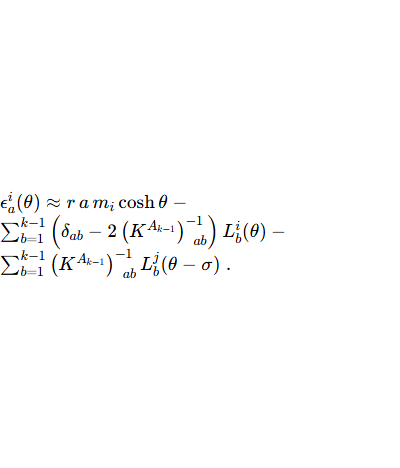 ϵ_a^i(θ) ≈ r a m_i cosh θ −
∑_{b=1}^{k−1} (δ_{ab} − 2 (K^{A_{k−1}})^{−1}_{ab}) L_b^i(θ) −
∑_{b=1}^{k−1} (K^{A_{k−1}})^{−1}_{ab} L_b^j(θ − σ) .